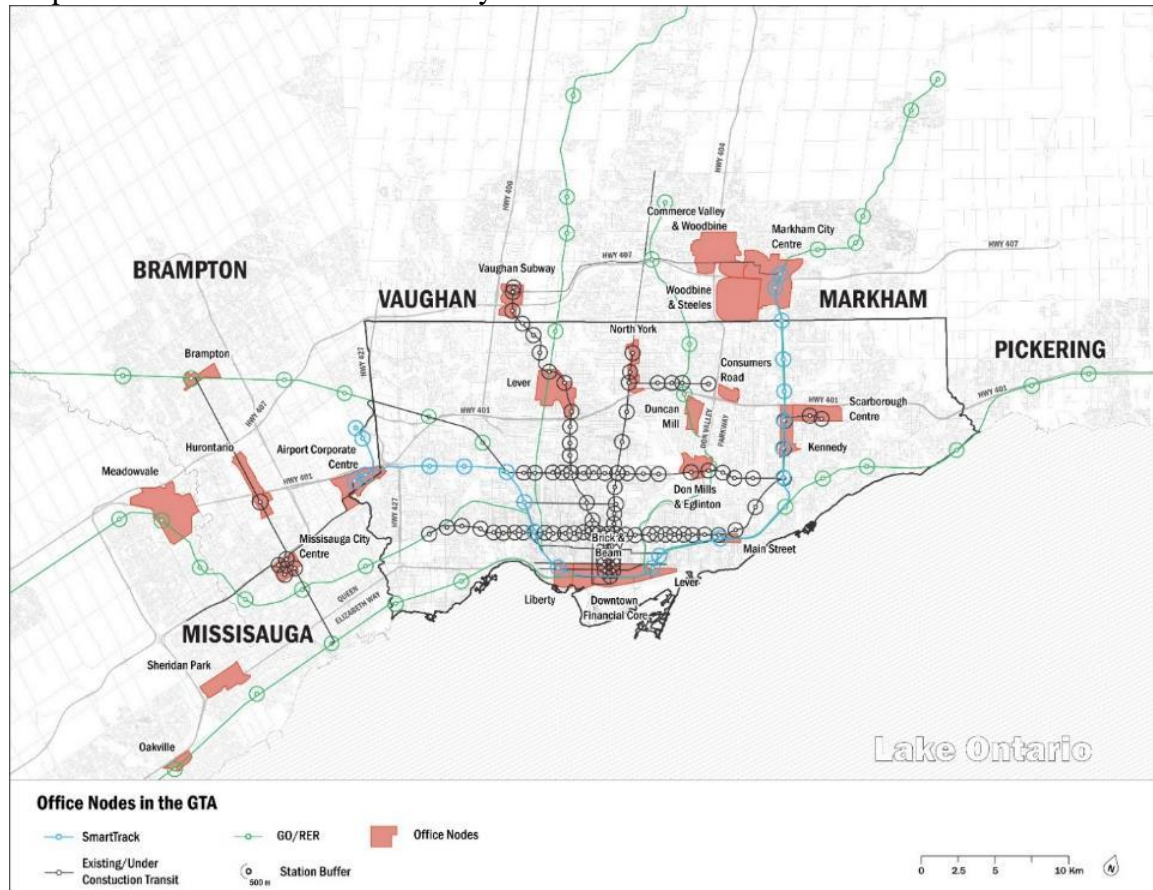 HWY 400
HWY 404
Commerce Valley
& Woodbine
Markham City
Centre
HWY 407
HWY 407
BRAMPTON
Vaughan Subway
VAUGHAN
Woodbine
& Steeles
MARKHAM
North York
PICKERING
HWY 427
Brampton
Consumers
Road
HWY 401
Lever
HWY 401
HWY 401
Scarborough
Centre
HWY 407
Duncan
Mill
DON VALLEY
PARKWAY
Hurontario
Airport Corporate
Centre
Kennedy
Meadowvale
HWY 401
HWY 427
Don Mills
& Eglinton
Missisauga City
Centre
Brick &
Beam
Main Street
QUEEN
ELIZABETH WAY
Liberty
Downtown
Financial Core
Lever
MISSISAUGA
Sheridan Park
Oakville
Lake Ontario
Office Nodes in the GTA
SmartTrack
GO/RER
Office Nodes
Existing/Under
Constuction Transit
500 m
Station Buffer
0 2.5 5 10 Km